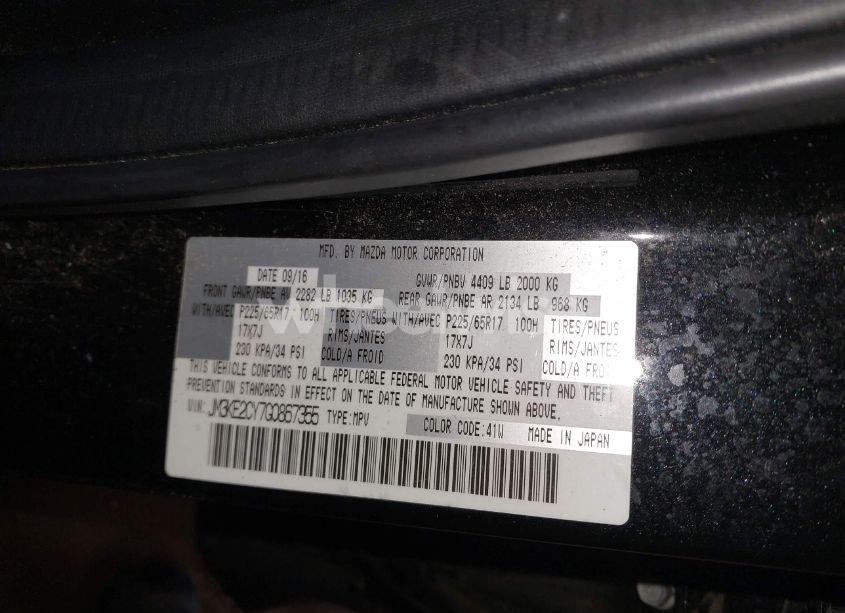 MFD. BY MAZDA MOTOR CORPORATION
DATE 09/16 GVWR/PNBV 4409 LB 2000 KG
FRONT GAWR/PNBE AV 2282 LB 1035 KG REAR GAWR/PNBE AR 2134 LB 968 KG
WITH/AVEC P225/65R17 100H TIRES/PNEUS WITH/AVEC P225/65R17 100H TIRES/PNEUS
17X7J RIMS/JANTES 17X7J RIMS/JANTES
230 KPA/34 PSI COLD/A FROID 230 KPA/34 PSI COLD/A FROID
THIS VEHICLE CONFORMS TO ALL APPLICABLE FEDERAL MOTOR VEHICLE SAFETY AND THEFT
PREVENTION STANDARDS IN EFFECT ON THE DATE OF MANUFACTURE SHOWN ABOVE.
VIN: JM3KE2CY7G0867355 TYPE:MPV
COLOR CODE:41W MADE IN JAPAN